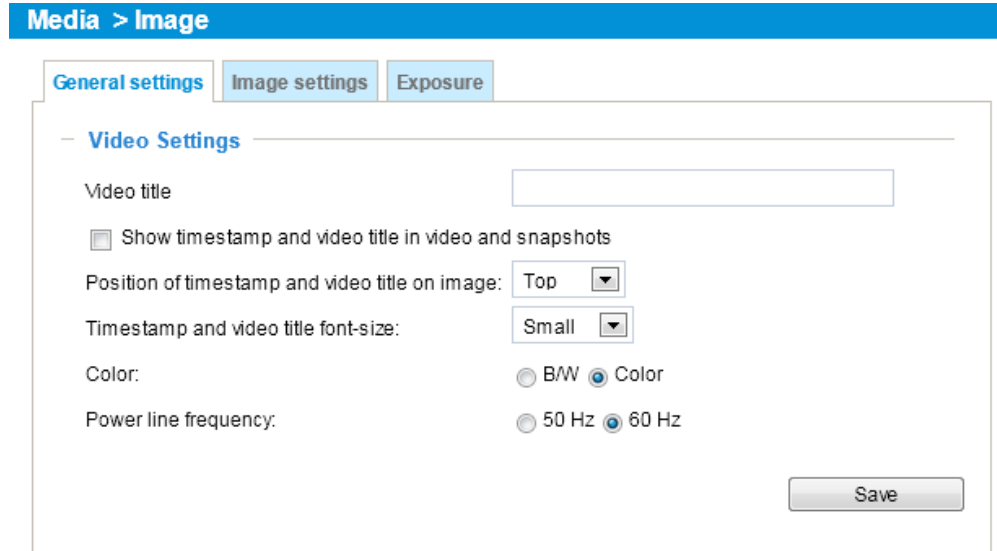 Media > Image
General settings Image settings Exposure
Video Settings
Video title
Show timestamp and video title in video and snapshots
Position of timestamp and video title on image: Top
Timestamp and video title font-size: Small
Color: B/W Color
Power line frequency: 50 Hz 60 Hz
Save